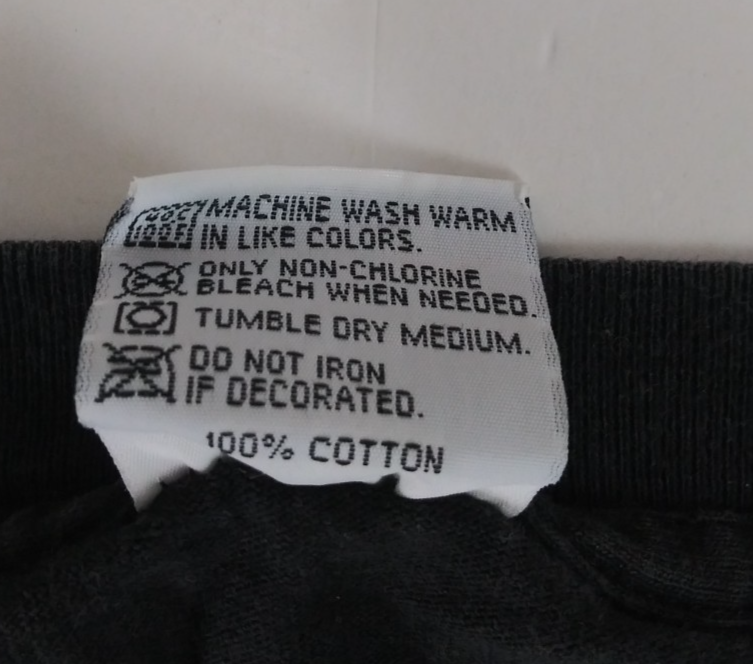 MACHINE WASH WARM
IN LIKE COLORS.
ONLY NON-CHLORINE
BLEACH WHEN NEEDED.
TUMBLE DRY MEDIUM.
DO NOT IRON
IF DECORATED.
100% COTTON